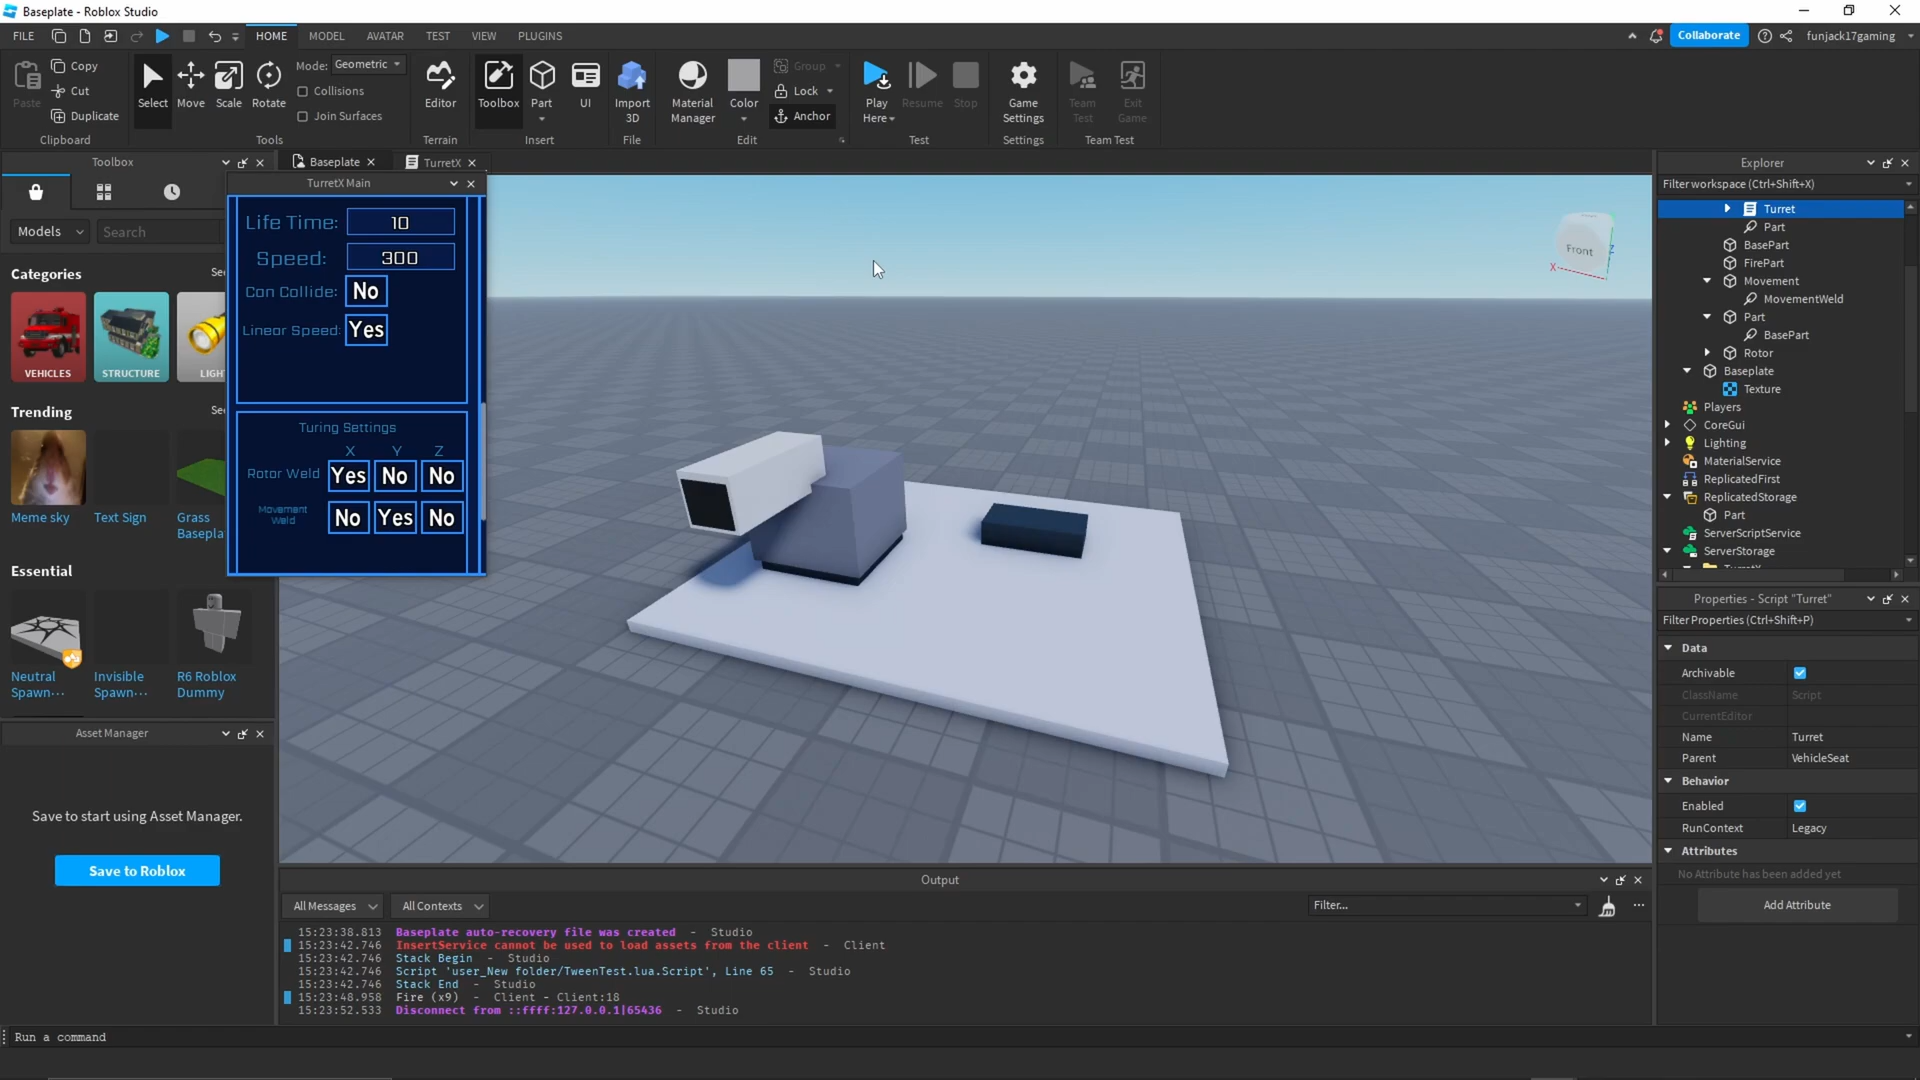 Baseplate - Roblox Studio
FILE
HOME
MODEL
AVATAR
TEST
VIEW
PLUGINS
Collaborate
funjack17gaming
Paste
Copy
Cut
Duplicate
Clipboard
Select
Move
Scale
Rotate
Mode:
Geometric
Collisions
Join Surfaces
Tools
Editor
Terrain
Toolbox
Part
UI
Insert
Import
3D
File
Material
Manager
Color
Group
Lock
Anchor
Edit
Play
Here
Resume
Stop
Test
Game
Settings
Settings
Team
Test
Exit
Game
Team Test
Toolbox
Models
Search
Categories
See
VEHICLES
STRUCTURE
LIGH
Trending
See
Meme sky
Text Sign
Grass
Basepla
Essential
Neutral
Spawn···
Invisible
Spawn···
R6 Roblox
Dummy
Asset Manager
Save to start using Asset Manager.
Save to Roblox
Baseplate
TurretX
TurretX Main
Life Time:
10
Speed:
300
Can Collide:
No
Linear Speed:
Yes
Turing Settings
X
Y
Z
Rotor Weld
Yes
No
No
Movement
Weld
No
Yes
No
Front
X
Z
Output
All Messages
All Contexts
Filter...
15:23:38.813 Baseplate auto-recovery file was created - Studio
15:23:42.746 InsertService cannot be used to load assets from the client - Client
15:23:42.746 Stack Begin - Studio
15:23:42.746 Script 'user_New folder/TweenTest.lua.Script', Line 65 - Studio
15:23:42.746 Stack End - Studio
15:23:48.958 Fire (x9) - Client - Client:18
15:23:52.533 Disconnect from ::ffff:127.0.0.1|65436 - Studio
Run a command
Explorer
Filter workspace (Ctrl+Shift+X)
Turret
Part
BasePart
FirePart
Movement
MovementWeld
Part
BasePart
Rotor
Baseplate
Texture
Players
CoreGui
Lighting
MaterialService
ReplicatedFirst
ReplicatedStorage
Part
ServerScriptService
ServerStorage
Properties - Script "Turret"
Filter Properties (Ctrl+Shift+P)
Data
Archivable
ClassName
Script
CurrentEditor
Name
Turret
Parent
VehicleSeat
Behavior
Enabled
RunContext
Legacy
Attributes
No Attribute has been added yet
Add Attribute